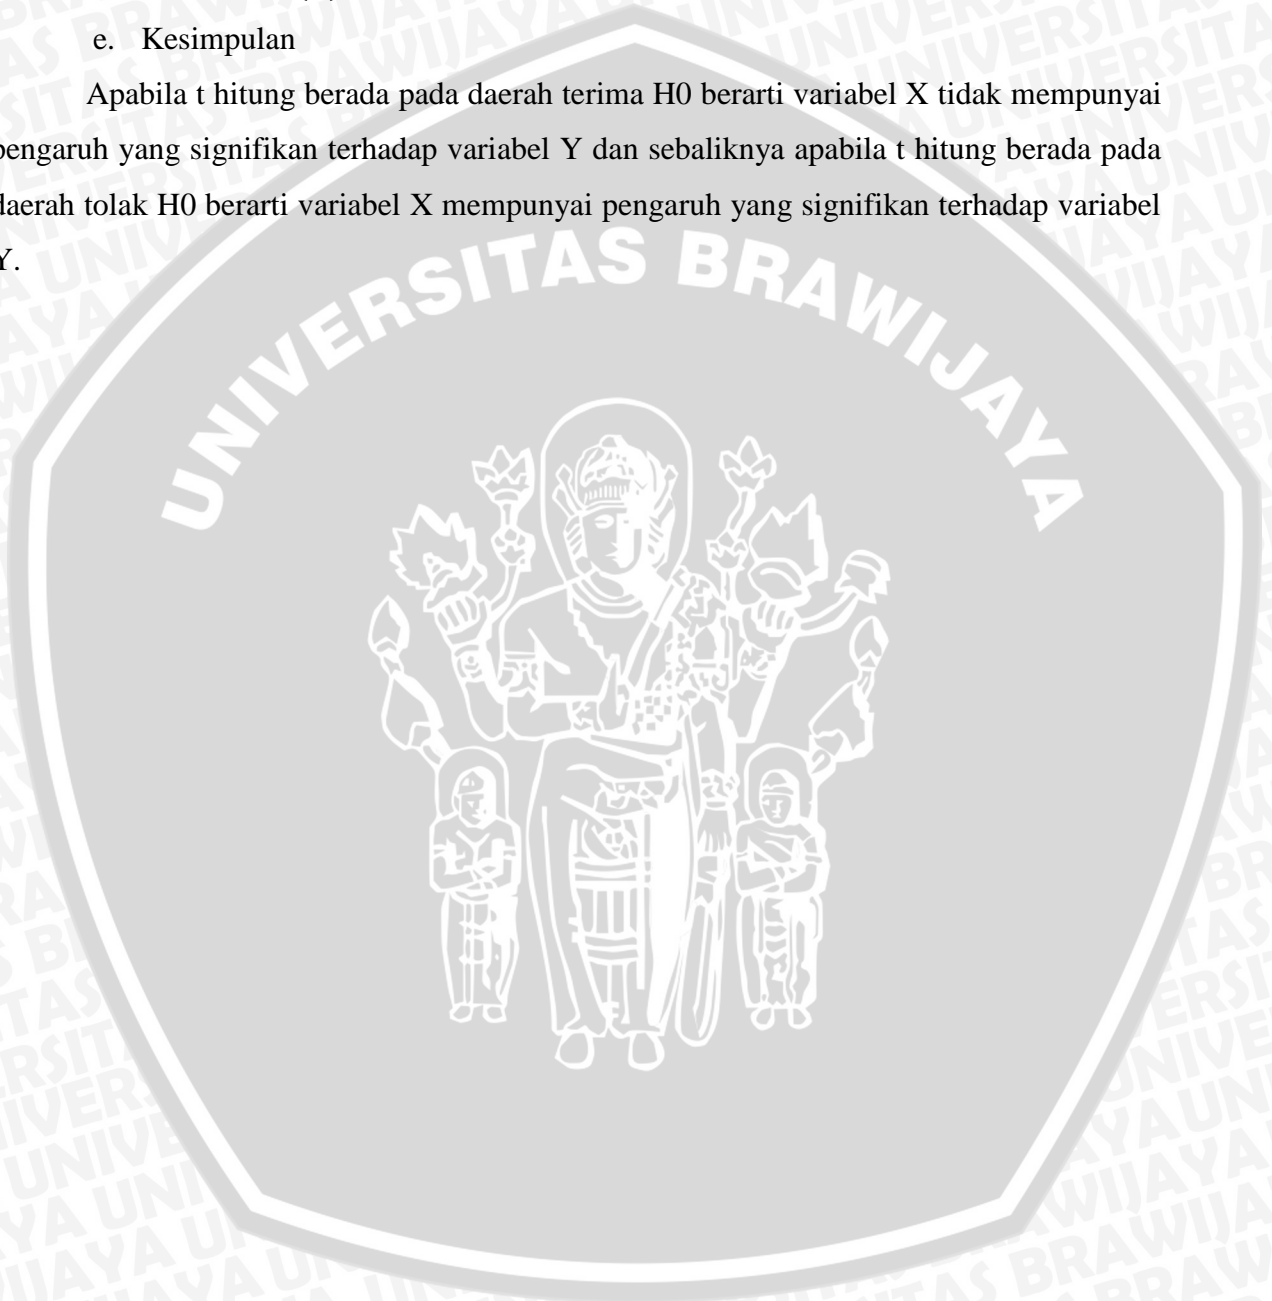 e. Kesimpulan
Apabila t hitung berada pada daerah terima H0 berarti variabel X tidak mempunyai
pengaruh yang signifikan terhadap variabel Y dan sebaliknya apabila t hitung berada pada
daerah tolak H0 berarti variabel X mempunyai pengaruh yang signifikan terhadap variabel
Y.
UNIVERSITAS BRAWIJAYA